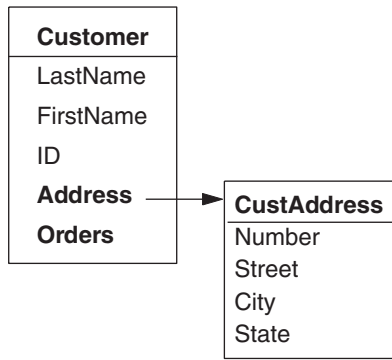 Customer
LastName
FirstName
ID
Address
Orders
CustAddress
Number
Street
City
State